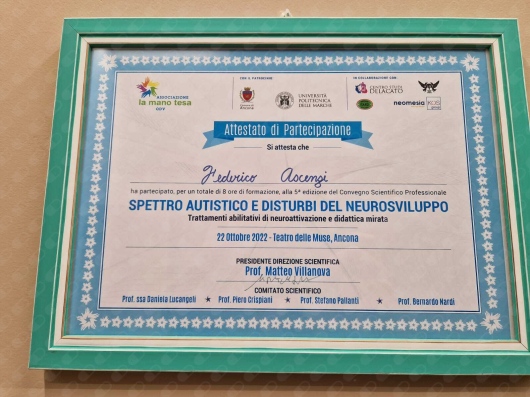 ASSOCIAZIONE
la mano tesa
ODV
CON IL PATROCINIO
UNIVERSITÀ
POLITECNICA
DELLE MARCHE
IN COLLABORAZIONE CON
CENTRO STUDI
DELACATO
neomesia
KOS
Attestato di Partecipazione
Si attesta che
Federico Ascenzi
ha partecipato, per un totale di 8 ore di formazione, alla 5ª edizione del Convegno Scientifico Professionale
SPETTRO AUTISTICO E DISTURBI DEL NEUROSVILUPPO
Trattamenti abilitativi di neuroattivazione e didattica mirata
22 Ottobre 2022 - Teatro delle Muse, Ancona
PRESIDENTE DIREZIONE SCIENTIFICA
Prof. Matteo Villanova
COMITATO SCIENTIFICO
Prof. ssa Daniela Lucangeli ★ Prof. Piero Crispiani ★ Prof. Stefano Pallanti ★ Prof. Bernardo Nardi